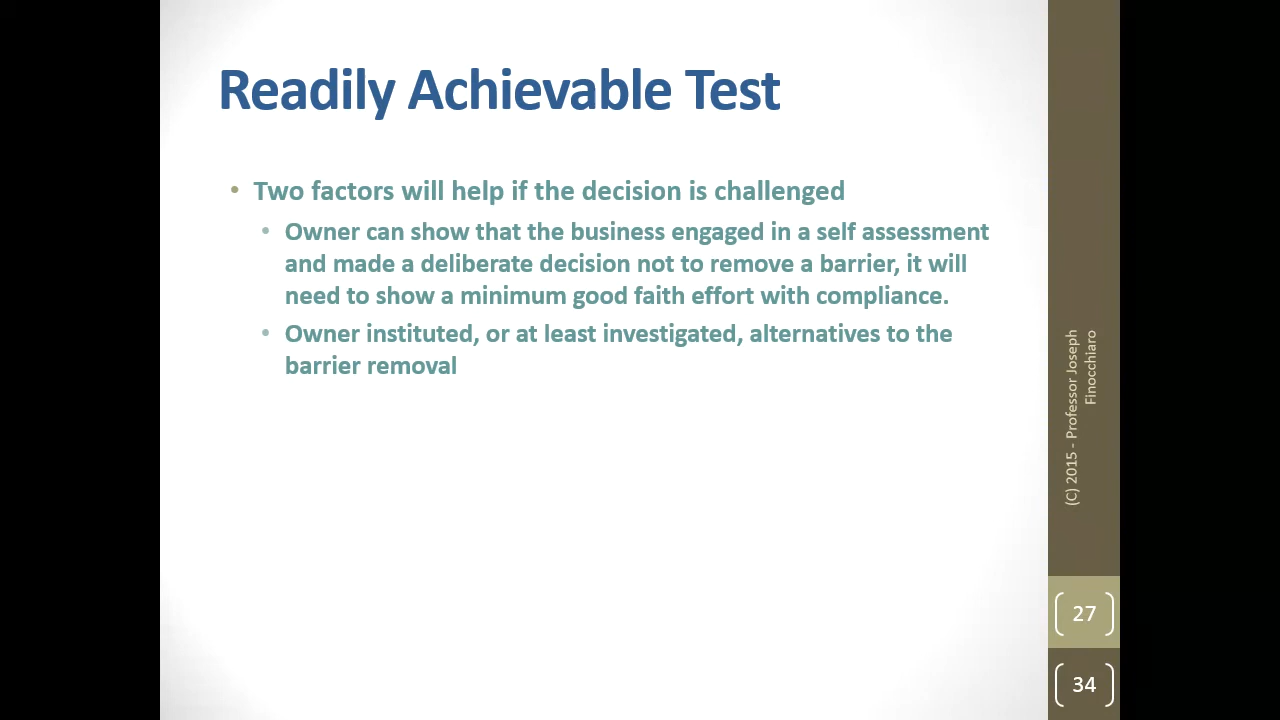 Readily Achievable Test
• Two factors will help if the decision is challenged
• Owner can show that the business engaged in a self assessment
and made a deliberate decision not to remove a barrier, it will
need to show a minimum good faith effort with compliance.
• Owner instituted, or at least investigated, alternatives to the
barrier removal
(C) 2015 - Professor Joseph
Finocchiaro
27
34